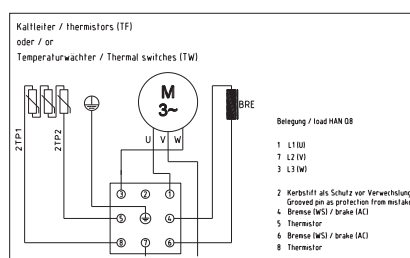 Kaltleiter / thermistors (TF)
oder / or
Temperaturwächter / Thermal switches (TW)
M
3~
BRE
2TP1
2TP2
U V W
3 2 1
5 4
8 7 6
Belegung / load HAN Q8
1 L1 (U)
7 L2 (V)
3 L3 (W)
2 Kerbstift als Schutz vor Verwechslung
Grooved pin as protection from mistak
4 Bremse (WS) / brake (AC)
5 Thermistor
6 Bremse (WS) / brake (AC)
8 Thermistor